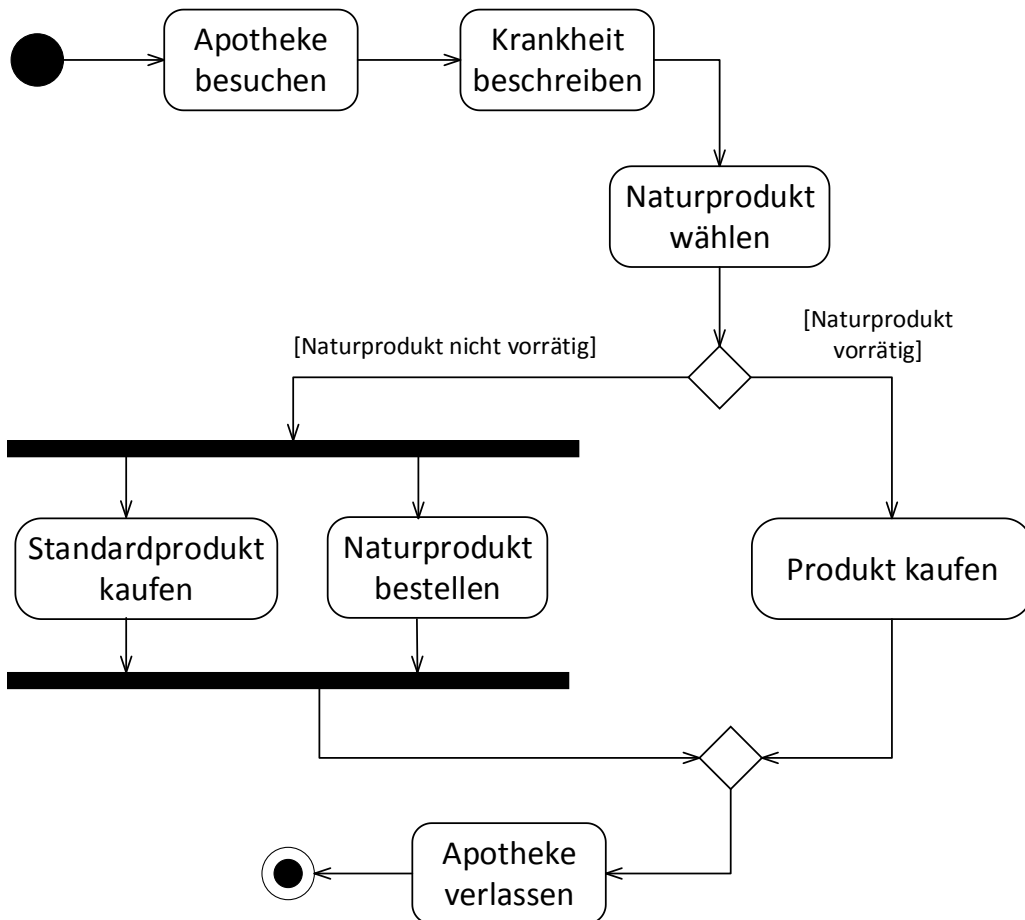 Apotheke
besuchen
Krankheit
beschreiben
Naturprodukt
wählen
[Naturprodukt nicht vorrätig]
[Naturprodukt
vorrätig]
Standardprodukt
kaufen
Naturprodukt
bestellen
Produkt kaufen
Apotheke
verlassen